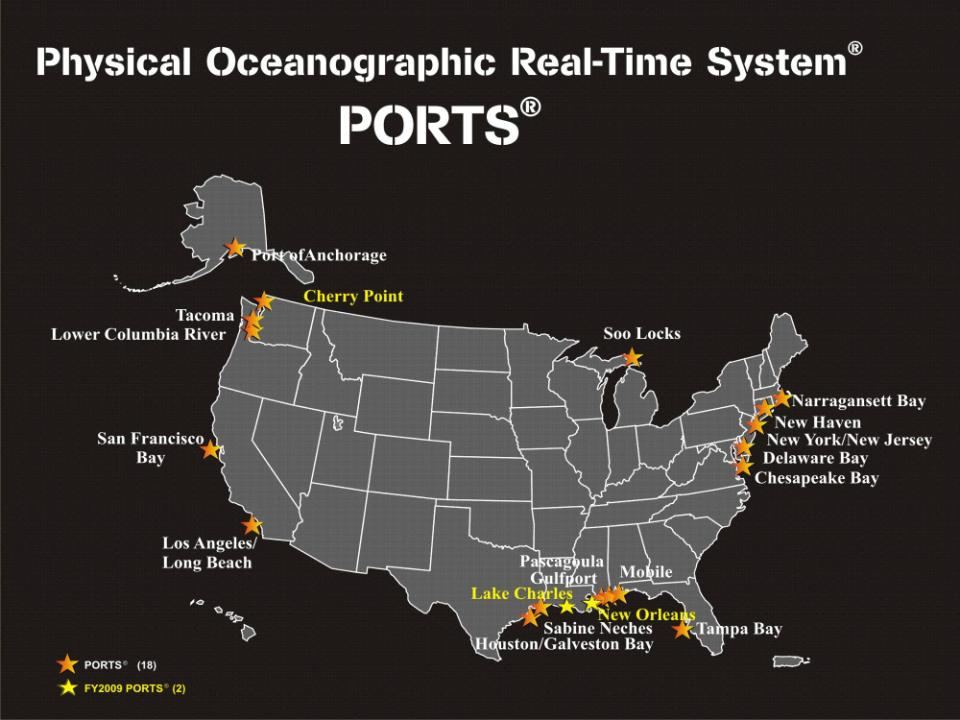 Physical Oceanographic Real-Time System®
PORTS®
Port ofAnchorage
Cherry Point
Tacoma
Lower Columbia River
Soo Locks
Narragansett Bay
New Haven
San Francisco
Bay
New York/New Jersey
Delaware Bay
Chesapeake Bay
Los Angeles/
Long Beach
Pascagoula
Gulfport
Mobile
Lake Charles
New Orleans
Sabine Neches
Tampa Bay
Houston/Galveston Bay
PORTS® (18)
FY2009 PORTS® (2)